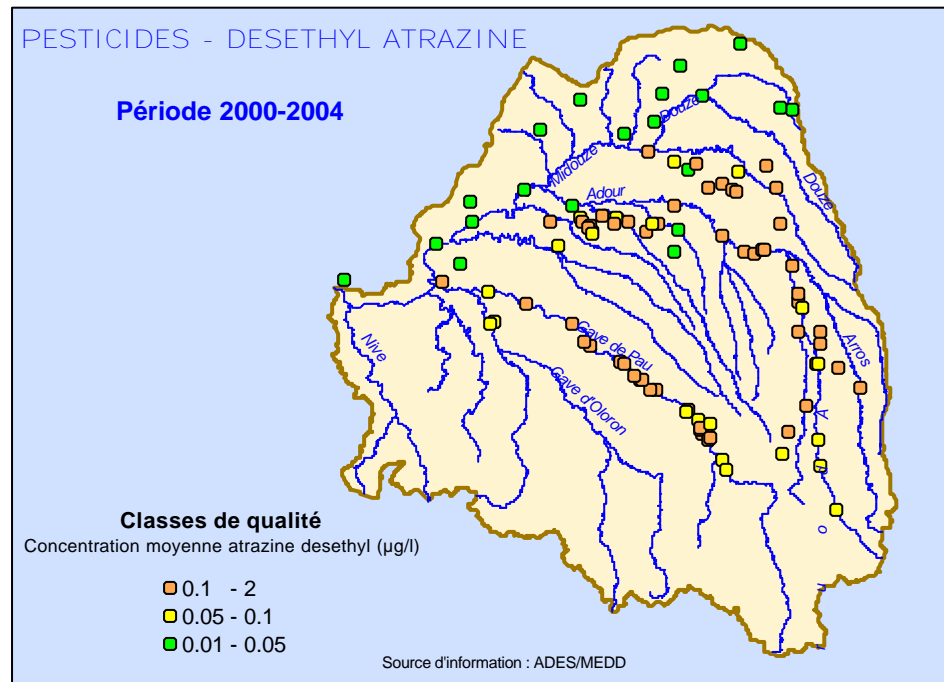 PESTICIDES - DESETHYL ATRAZINE
Période 2000-2004
Douze
Midouze
Adour
Douze
Nive
Gave de Pau
Gave d'Oloron
Arros
A
o
Classes de qualité
Concentration moyenne atrazine desethyl (µg/l)
0.1 - 2
0.05 - 0.1
0.01 - 0.05
Source d'information : ADES/MEDD